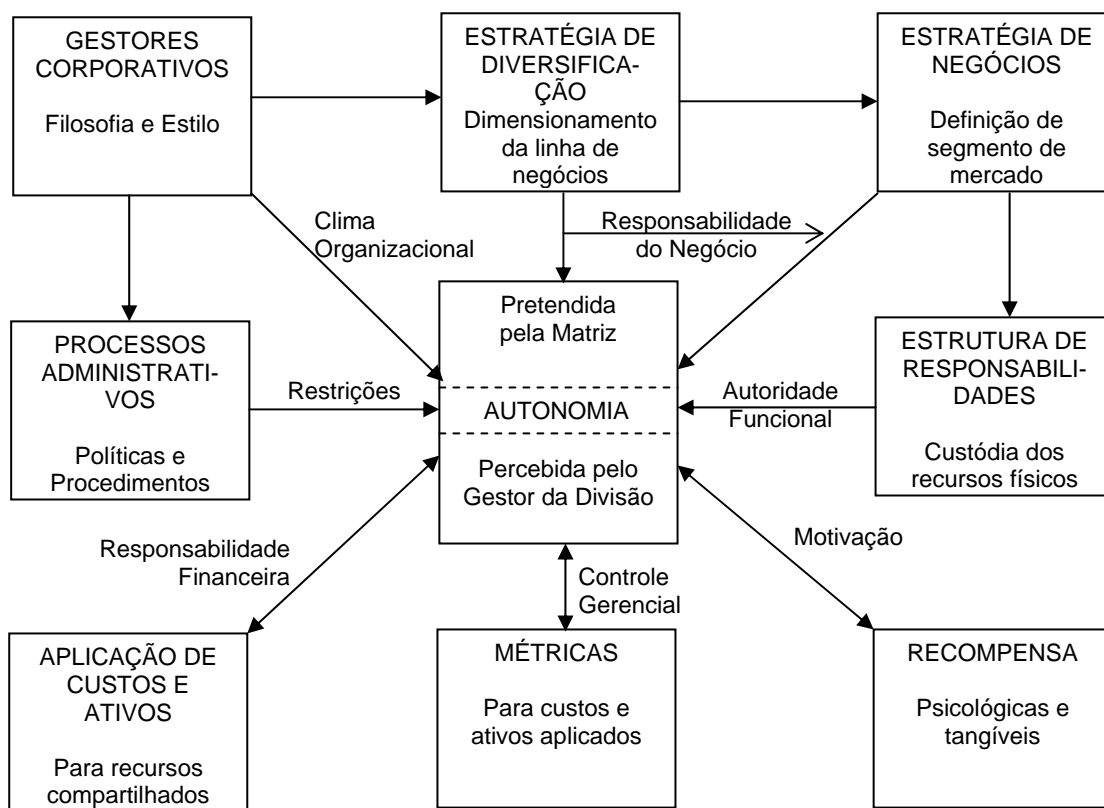 GESTORES
CORPORATIVOS
Filosofia e Estilo
ESTRATÉGIA DE
DIVERSIFICA-
ÇÃO
Dimensionamento
da linha de
negócios
ESTRATÉGIA DE
NEGÓCIOS
Definição de
segmento de
mercado
Clima
Organizacional
Responsabilidade
do Negócio
PROCESSOS
ADMINISTRATI-
VOS
Políticas e
Procedimentos
Restrições
Pretendida
pela Matriz
AUTONOMIA
Percebida pelo
Gestor da Divisão
Autoridade
Funcional
ESTRUTURA DE
RESPONSABILI-
DADES
Custódia dos
recursos físicos
Responsabilidade
Financeira
Controle
Gerencial
Motivação
APLICAÇÃO DE
CUSTOS E
ATIVOS
Para recursos
compartilhados
MÉTRICAS
Para custos e
ativos aplicados
RECOMPENSA
Psicológicas e
tangíveis